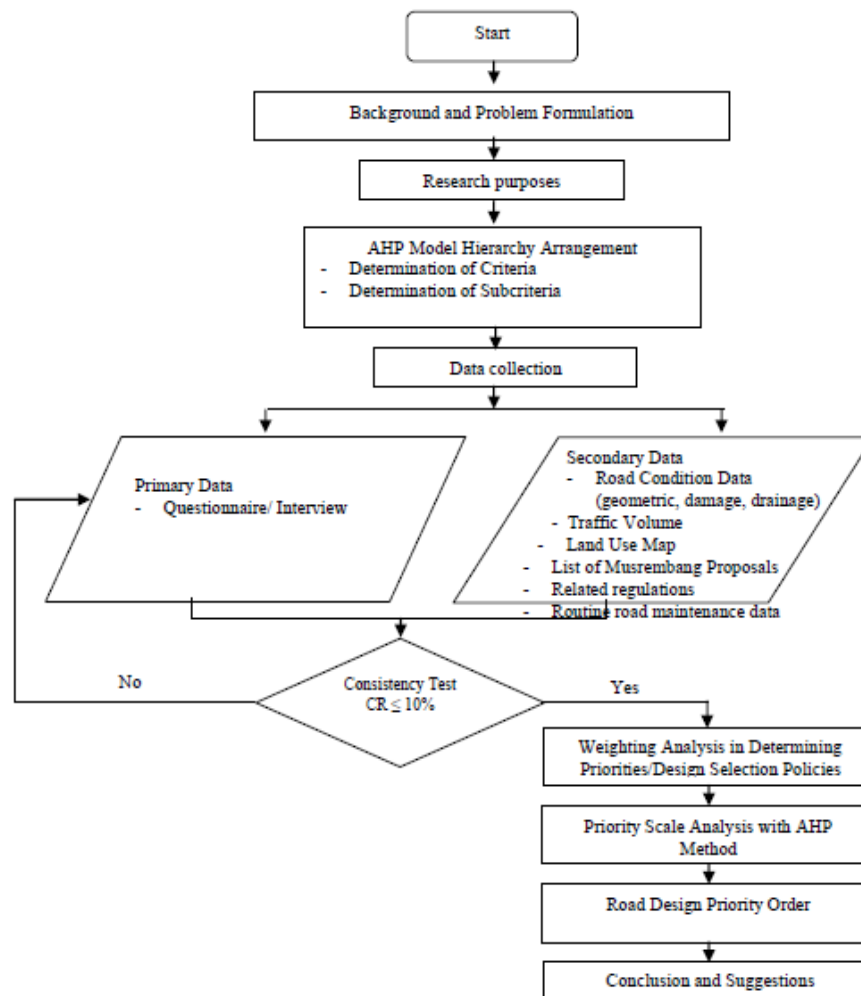 Start
Background and Problem Formulation
Research purposes
AHP Model Hierarchy Arrangement
- Determination of Criteria
- Determination of Subcriteria
Data collection
Primary Data
- Questionnaire/ Interview
Secondary Data
- Road Condition Data
(geometric, damage, drainage)
- Traffic Volume
- Land Use Map
- List of Musrembang Proposals
- Related regulations
- Routine road maintenance data
No
Consistency Test
CR ≤ 10%
Yes
Weighting Analysis in Determining
Priorities/Design Selection Policies
Priority Scale Analysis with AHP
Method
Road Design Priority Order
Conclusion and Suggestions